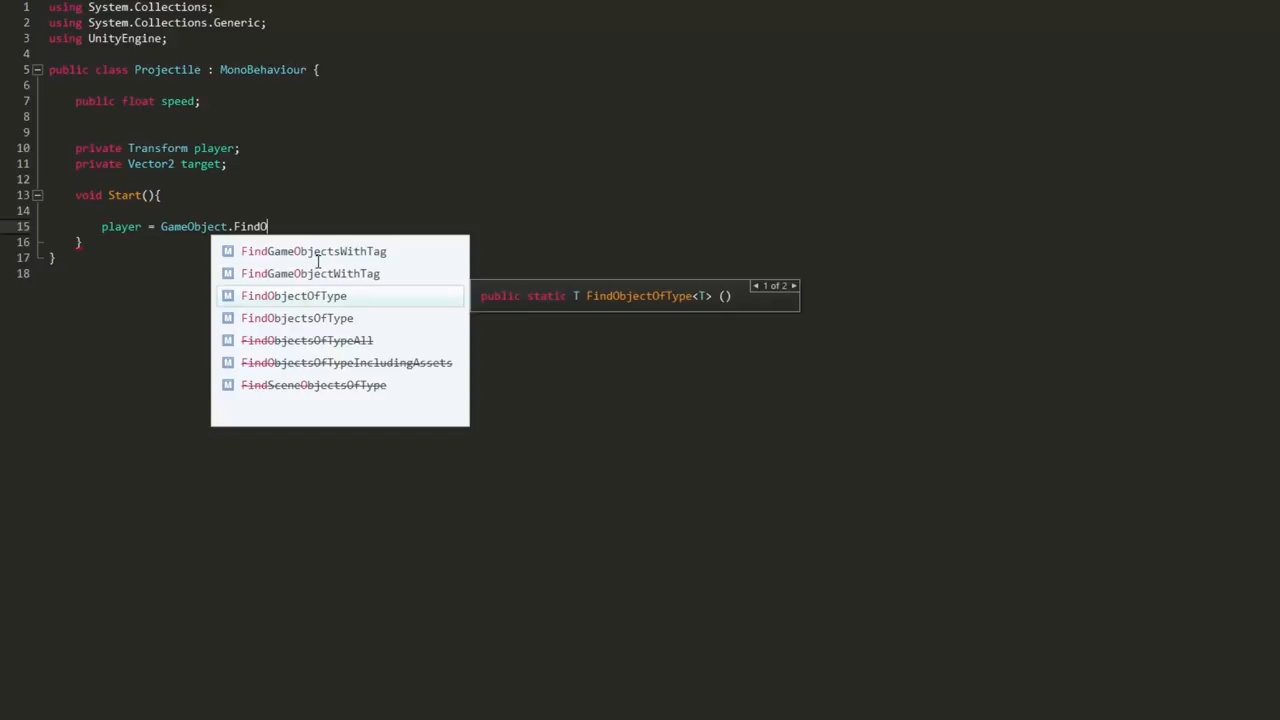 1 using System.Collections;
2 using System.Collections.Generic;
3 using UnityEngine;
4
5 public class Projectile : MonoBehaviour {
6
7 public float speed;
8
9
10 private Transform player;
11 private Vector2 target;
12
13 void Start(){
14
15 player = GameObject.FindO
16 }
17 }
18
M FindGameObjectsWithTag
M FindGameObjectWithTag
M FindObjectOfType
M FindObjectsOfType
M FindObjectsOfTypeAll
M FindObjectsOfTypeIncludingAssets
M FindSceneObjectsOfType
1 of 2
public static T FindObjectOfType<T> ()